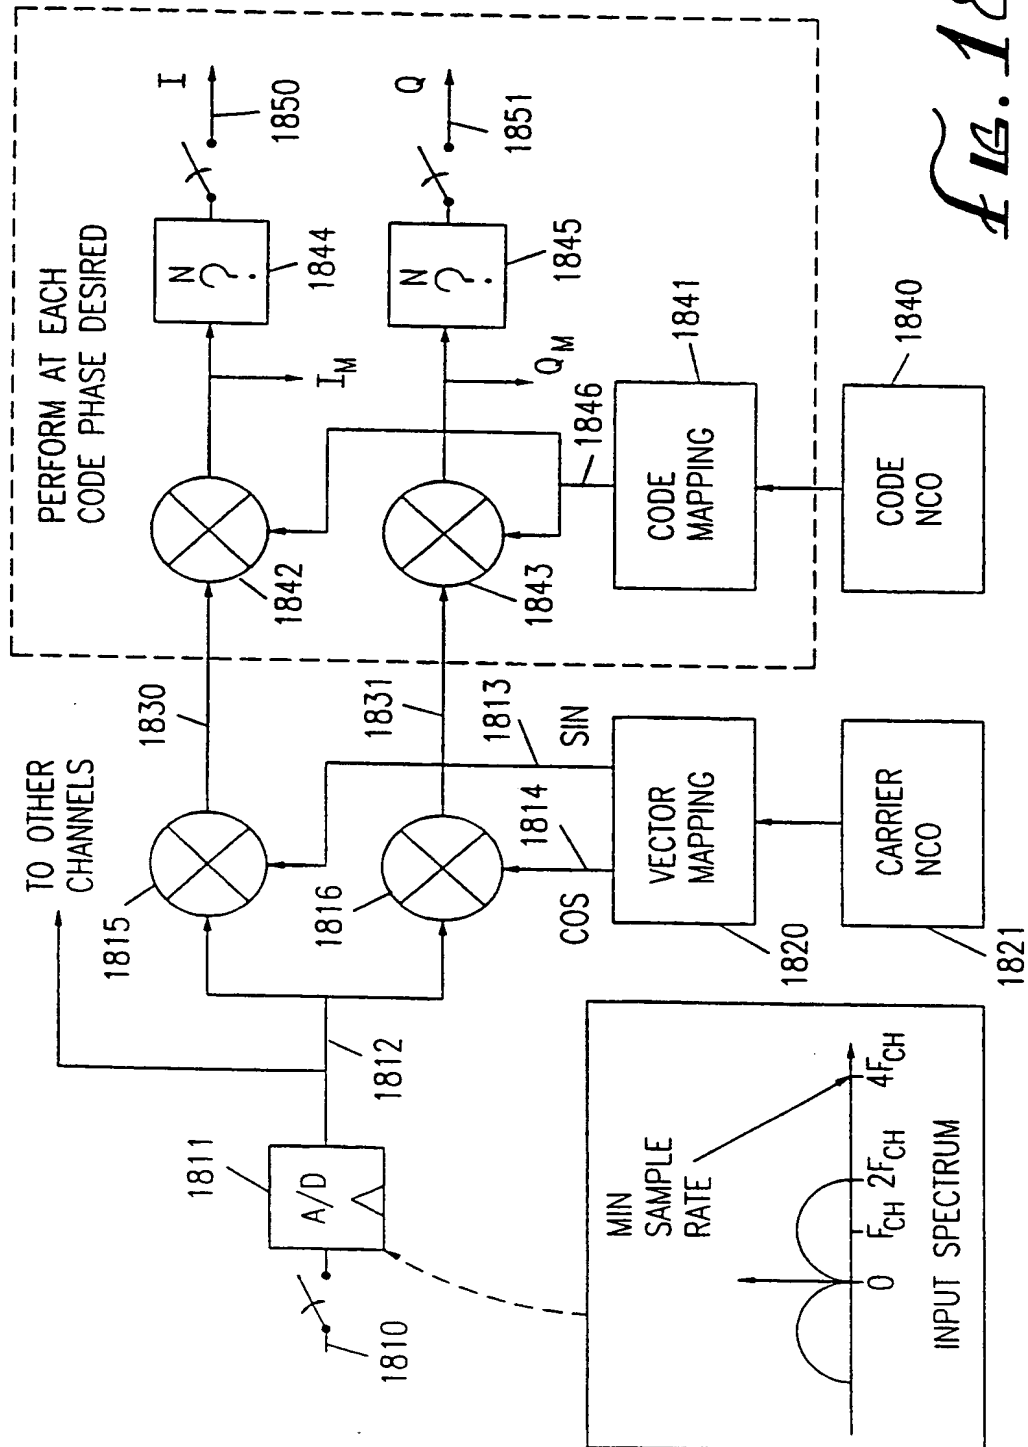 PERFORM AT EACH
CODE PHASE DESIRED
TO OTHER
CHANNELS
1810
1811
A/D
1812
1815
1816
1830
1831
1813
SIN
1814
COS
VECTOR
MAPPING
1820
CARRIER
NCO
1821
1842
1843
I_M
Q_M
1846
CODE
MAPPING
1841
CODE
NCO
1840
N
?
1844
N
?
1845
I
1850
Q
1851
MIN
SAMPLE
RATE
0 F_CH 2F_CH 4F_CH
INPUT SPECTRUM
FIG. 18